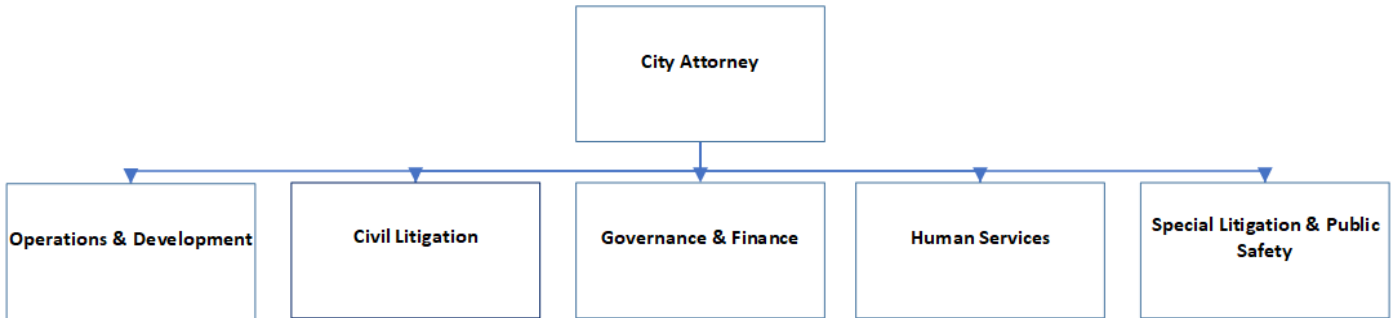 City Attorney
Operations & Development
Civil Litigation
Governance & Finance
Human Services
Special Litigation & Public
Safety